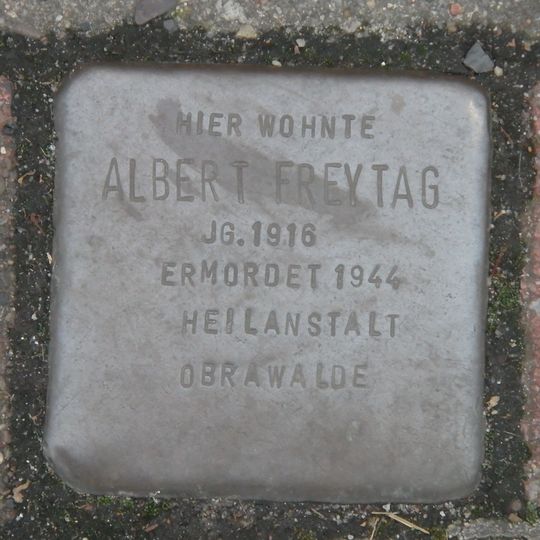 HIER WOHNTE
ALBERT FREYTAG
JG. 1916
ERMORDET 1944
HEILANSTALT
OBRAWALDE